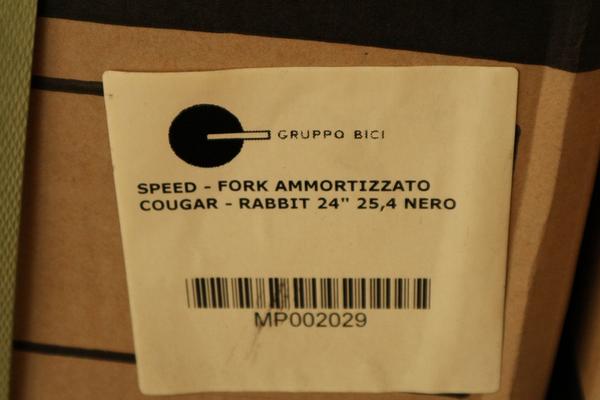 GRUPPO BICI
SPEED - FORK AMMORTIZZATO
COUGAR - RABBIT 24" 25,4 NERO
MP002029